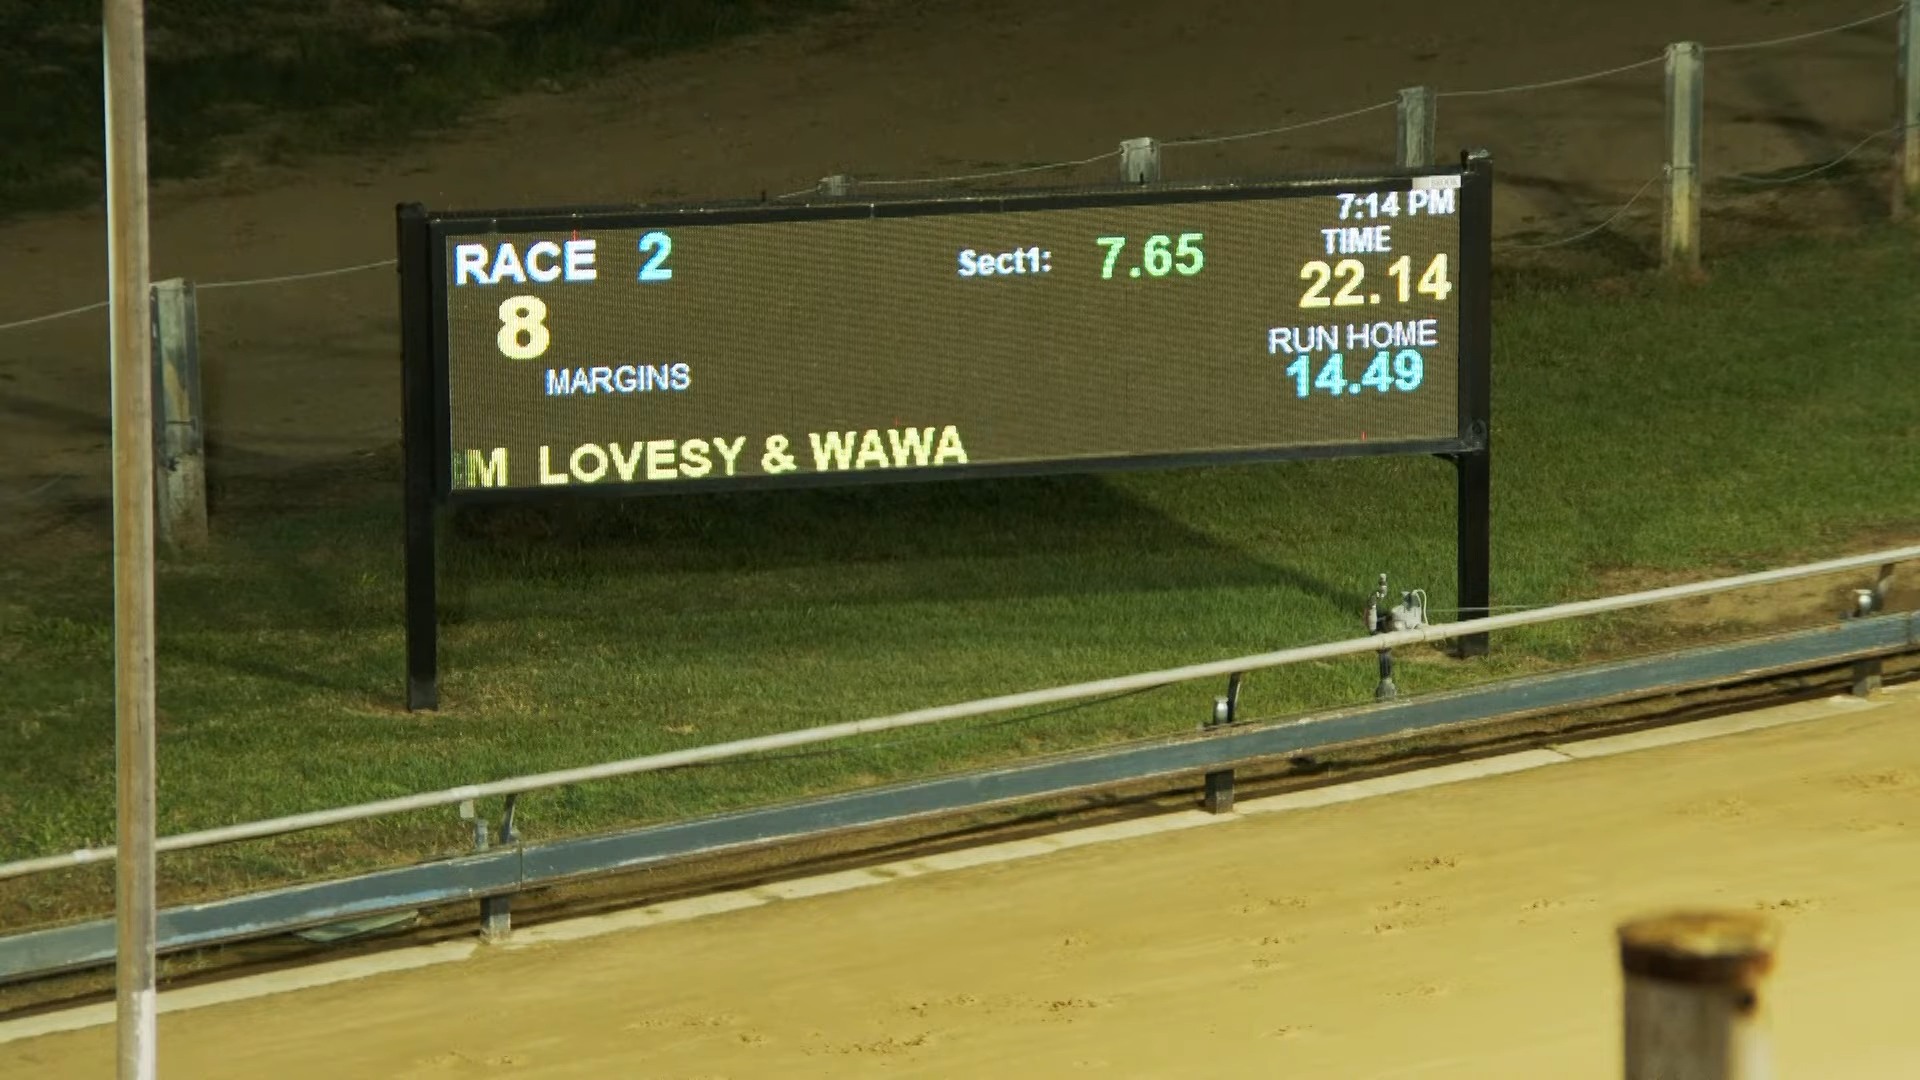 7:14 PM
RACE 2 Sect1: 7.65 TIME
22.14
8
RUN HOME
MARGINS 14.49
M LOVESY & WAWA